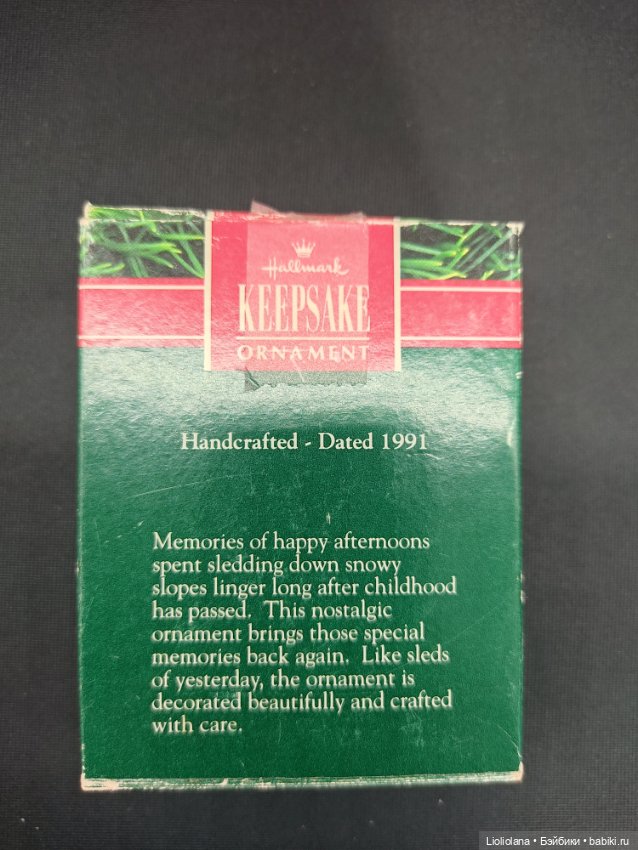 Hallmark
KEEPSAKE
ORNAMENT
Handcrafted - Dated 1991
Memories of happy afternoons
spent sledding down snowy
slopes linger long after childhood
has passed. This nostalgic
ornament brings those special
memories back again. Like sleds
of yesterday, the ornament is
decorated beautifully and crafted
with care.
Lioliolana • Бэйбики • babiki.ru